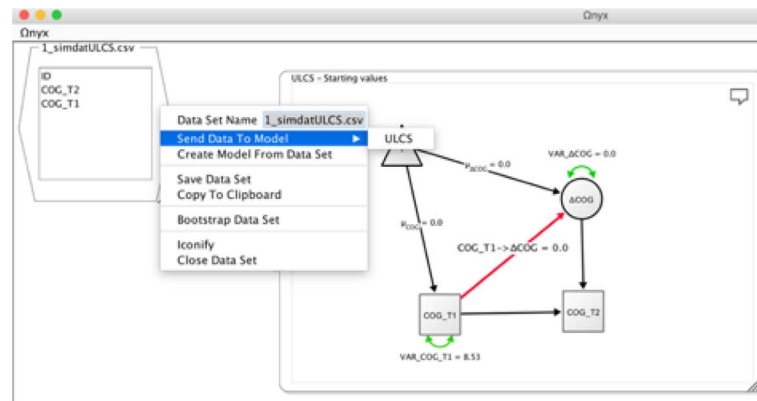 Ωnyx
Ωnyx
1_simdatULCS.csv
ID
COG_T2
COG_T1
Data Set Name 1_simdatULCS.csv
Send Data To Model
Create Model From Data Set
Save Data Set
Copy To Clipboard
Bootstrap Data Set
Iconify
Close Data Set
ULCS
ULCS - Starting values
μ_ΔCOG = 0.0
VAR_ΔCOG = 0.0
ΔCOG
= 0.0
COG_T1->ΔCOG = 0.0
COG_T1
COG_T2
VAR_COG_T1 = 8.53